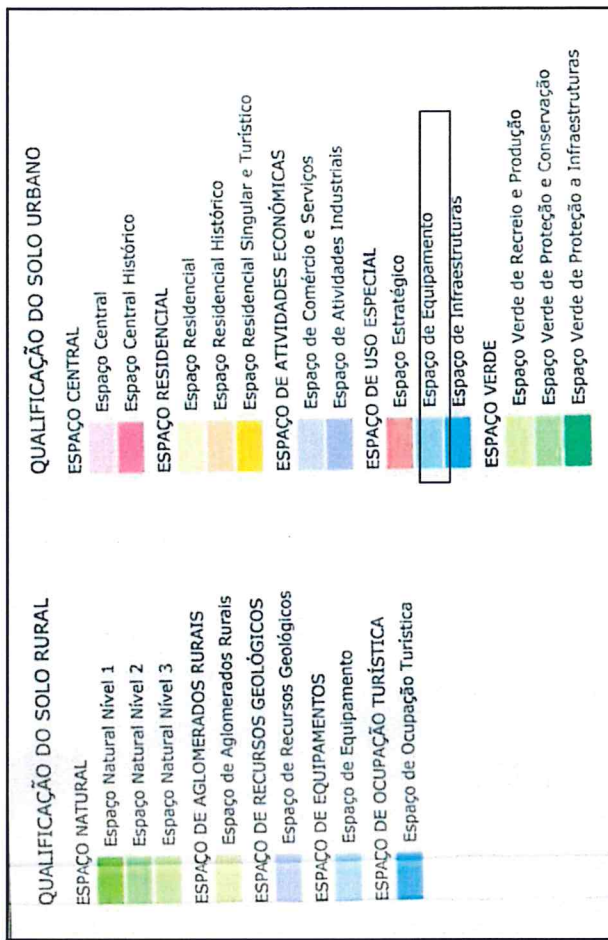 QUALIFICAÇÃO DO SOLO RURAL
ESPAÇO NATURAL
Espaço Natural Nível 1
Espaço Natural Nível 2
Espaço Natural Nível 3
ESPAÇO DE AGLOMERADOS RURAIS
Espaço de Aglomerados Rurais
ESPAÇO DE RECURSOS GEOLÓGICOS
Espaço de Recursos Geológicos
ESPAÇO DE EQUIPAMENTOS
Espaço de Equipamento
ESPAÇO DE OCUPAÇÃO TURÍSTICA
Espaço de Ocupação Turística
QUALIFICAÇÃO DO SOLO URBANO
ESPAÇO CENTRAL
Espaço Central
Espaço Central Histórico
ESPAÇO RESIDENCIAL
Espaço Residencial
Espaço Residencial Histórico
Espaço Residencial Singular e Turístico
ESPAÇO DE ATIVIDADES ECONÓMICAS
Espaço de Comércio e Serviços
Espaço de Atividades Industriais
ESPAÇO DE USO ESPECIAL
Espaço Estratégico
Espaço de Equipamento
Espaço de Infraestruturas
ESPAÇO VERDE
Espaço Verde de Recreio e Produção
Espaço Verde de Proteção e Conservação
Espaço Verde de Proteção a Infraestruturas